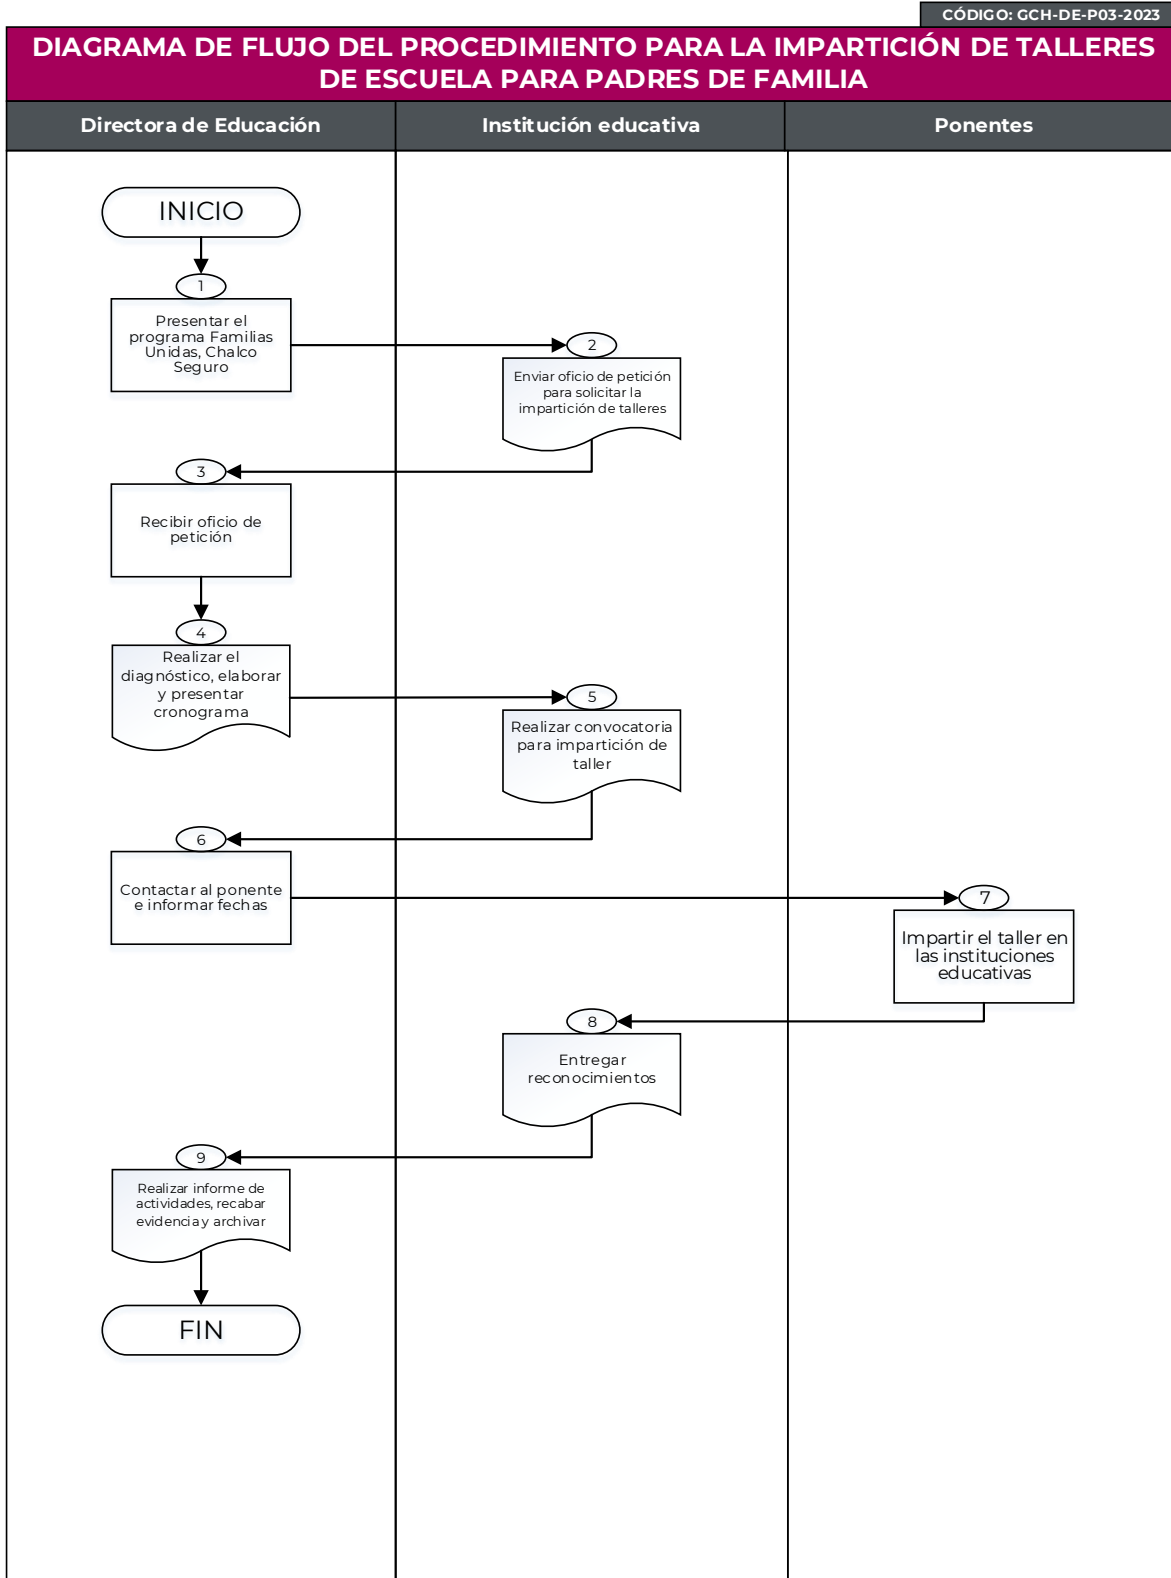 CÓDIGO: GCH-DE-P03-2023
DIAGRAMA DE FLUJO DEL PROCEDIMIENTO PARA LA IMPARTICIÓN DE TALLERES
DE ESCUELA PARA PADRES DE FAMILIA
Directora de Educación
Institución educativa
Ponentes
INICIO
1
Presentar el
programa Familias
Unidas, Chalco
Seguro
2
Enviar oficio de petición
para solicitar la
impartición de talleres
3
Recibir oficio de
petición
4
Realizar el
diagnóstico, elaborar
y presentar
cronograma
5
Realizar convocatoria
para impartición de
taller
6
Contactar al ponente
e informar fechas
7
Impartir el taller en
las instituciones
educativas
8
Entregar
reconocimientos
9
Realizar informe de
actividades, recabar
evidencia y archivar
FIN